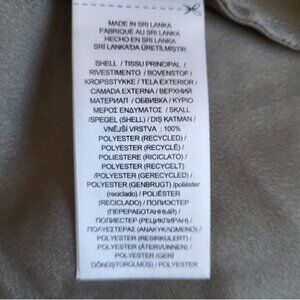 MADE IN SRI LANKA
FABRIQUÉ AU SRI LANKA
HECHO EN SRI LANKA
SRİ LANKA'DA ÜRETİLMİŞTİR
SHELL / TISSU PRINCIPAL /
RIVESTIMENTO / BOVENSTOF /
KROPSSTYKKE / TELA EXTERIOR /
CAMADA EXTERNA / ВЕРХНИЙ
МАТЕРИАЛ / ОБВИВКА / ΚΥΡΙΟ
ΜΕΡΟΣ ΕΝΔΥΜΑΤΟΣ / SKALL
/SPEGEL (SHELL) / DIŞ KATMAN /
VNĚJŠÍ VRSTVA : 100%
POLYESTER (RECYCLED) /
POLYESTER (RECYCLÉ) /
POLIESTERE (RICICLATO) /
POLYESTER (RECYCELT) /
POLYESTER (GERECYCLED) /
POLYESTER (GENBRUGT) /poliéster
(reciclado) / POLIÉSTER
(RECICLADO) / ПОЛИЭСТЕР
(ПЕРЕРАБОТАННЫЙ) /
ПОЛИЕСТЕР (РЕЦИКЛИРАН) /
ΠΟΛΥΕΣΤΕΡΑΣ (ΑΝΑΚΥΚΛΩΜΕΝΟ) /
POLYESTER (RESIRKULERT) /
POLYESTER (ÅTERVUNNEN) /
POLYESTER (GERİ
DÖNÜŞTÜRÜLMÜŞ) / POLYESTER